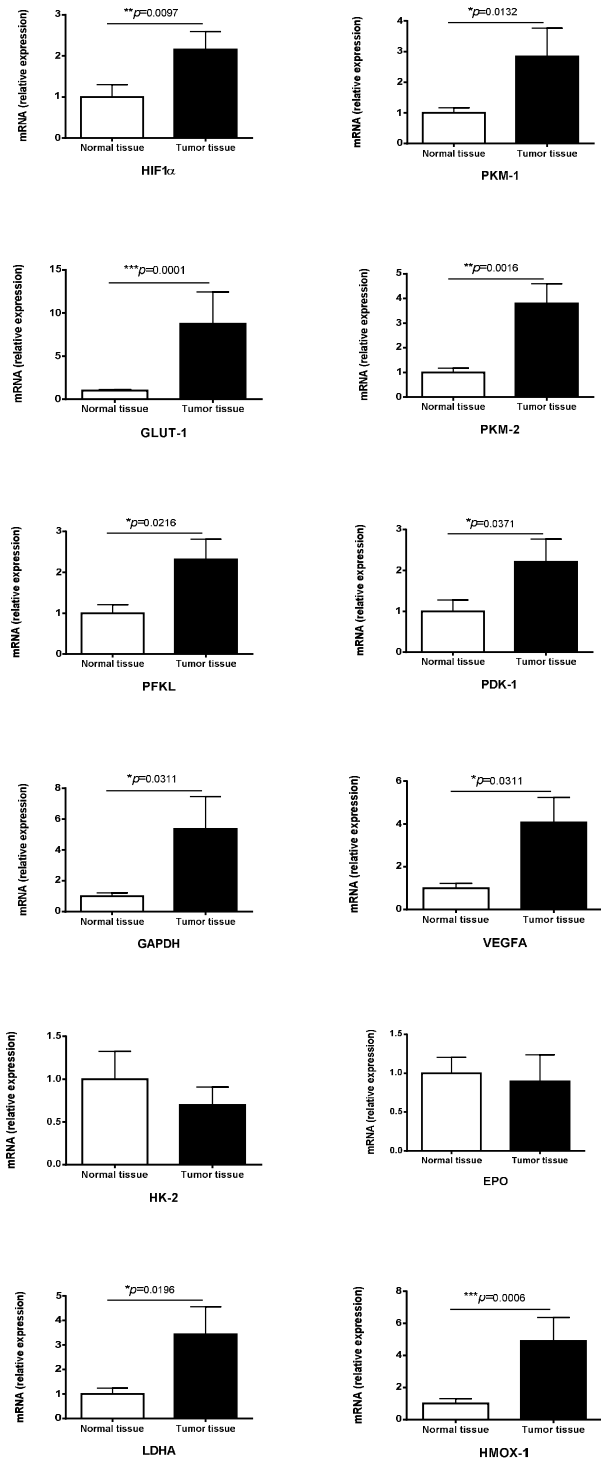 **p=0.0097
mRNA (relative expression)
3
2
1
0
Normal tissue Tumor tissue
HIF1α
*p=0.0132
mRNA (relative expression)
4
3
2
1
0
Normal tissue Tumor tissue
PKM-1
***p=0.0001
mRNA (relative expression)
15
10
5
0
Normal tissue Tumor tissue
GLUT-1
**p=0.0016
mRNA (relative expression)
5
4
3
2
1
0
Normal tissue Tumor tissue
PKM-2
*p=0.0216
mRNA (relative expression)
3
2
1
0
Normal tissue Tumor tissue
PFKL
*p=0.0371
mRNA (relative expression)
3
2
1
0
Normal tissue Tumor tissue
PDK-1
*p=0.0311
mRNA (relative expression)
8
6
4
2
0
Normal tissue Tumor tissue
GAPDH
*p=0.0311
mRNA (relative expression)
6
4
2
0
Normal tissue Tumor tissue
VEGFA
mRNA (relative expression)
1.5
1.0
0.5
0.0
Normal tissue Tumor tissue
HK-2
mRNA (relative expression)
1.5
1.0
0.5
0.0
Normal tissue Tumor tissue
EPO
*p=0.0196
mRNA (relative expression)
5
4
3
2
1
0
Normal tissue Tumor tissue
LDHA
***p=0.0006
mRNA (relative expression)
8
6
4
2
0
Normal tissue Tumor tissue
HMOX-1